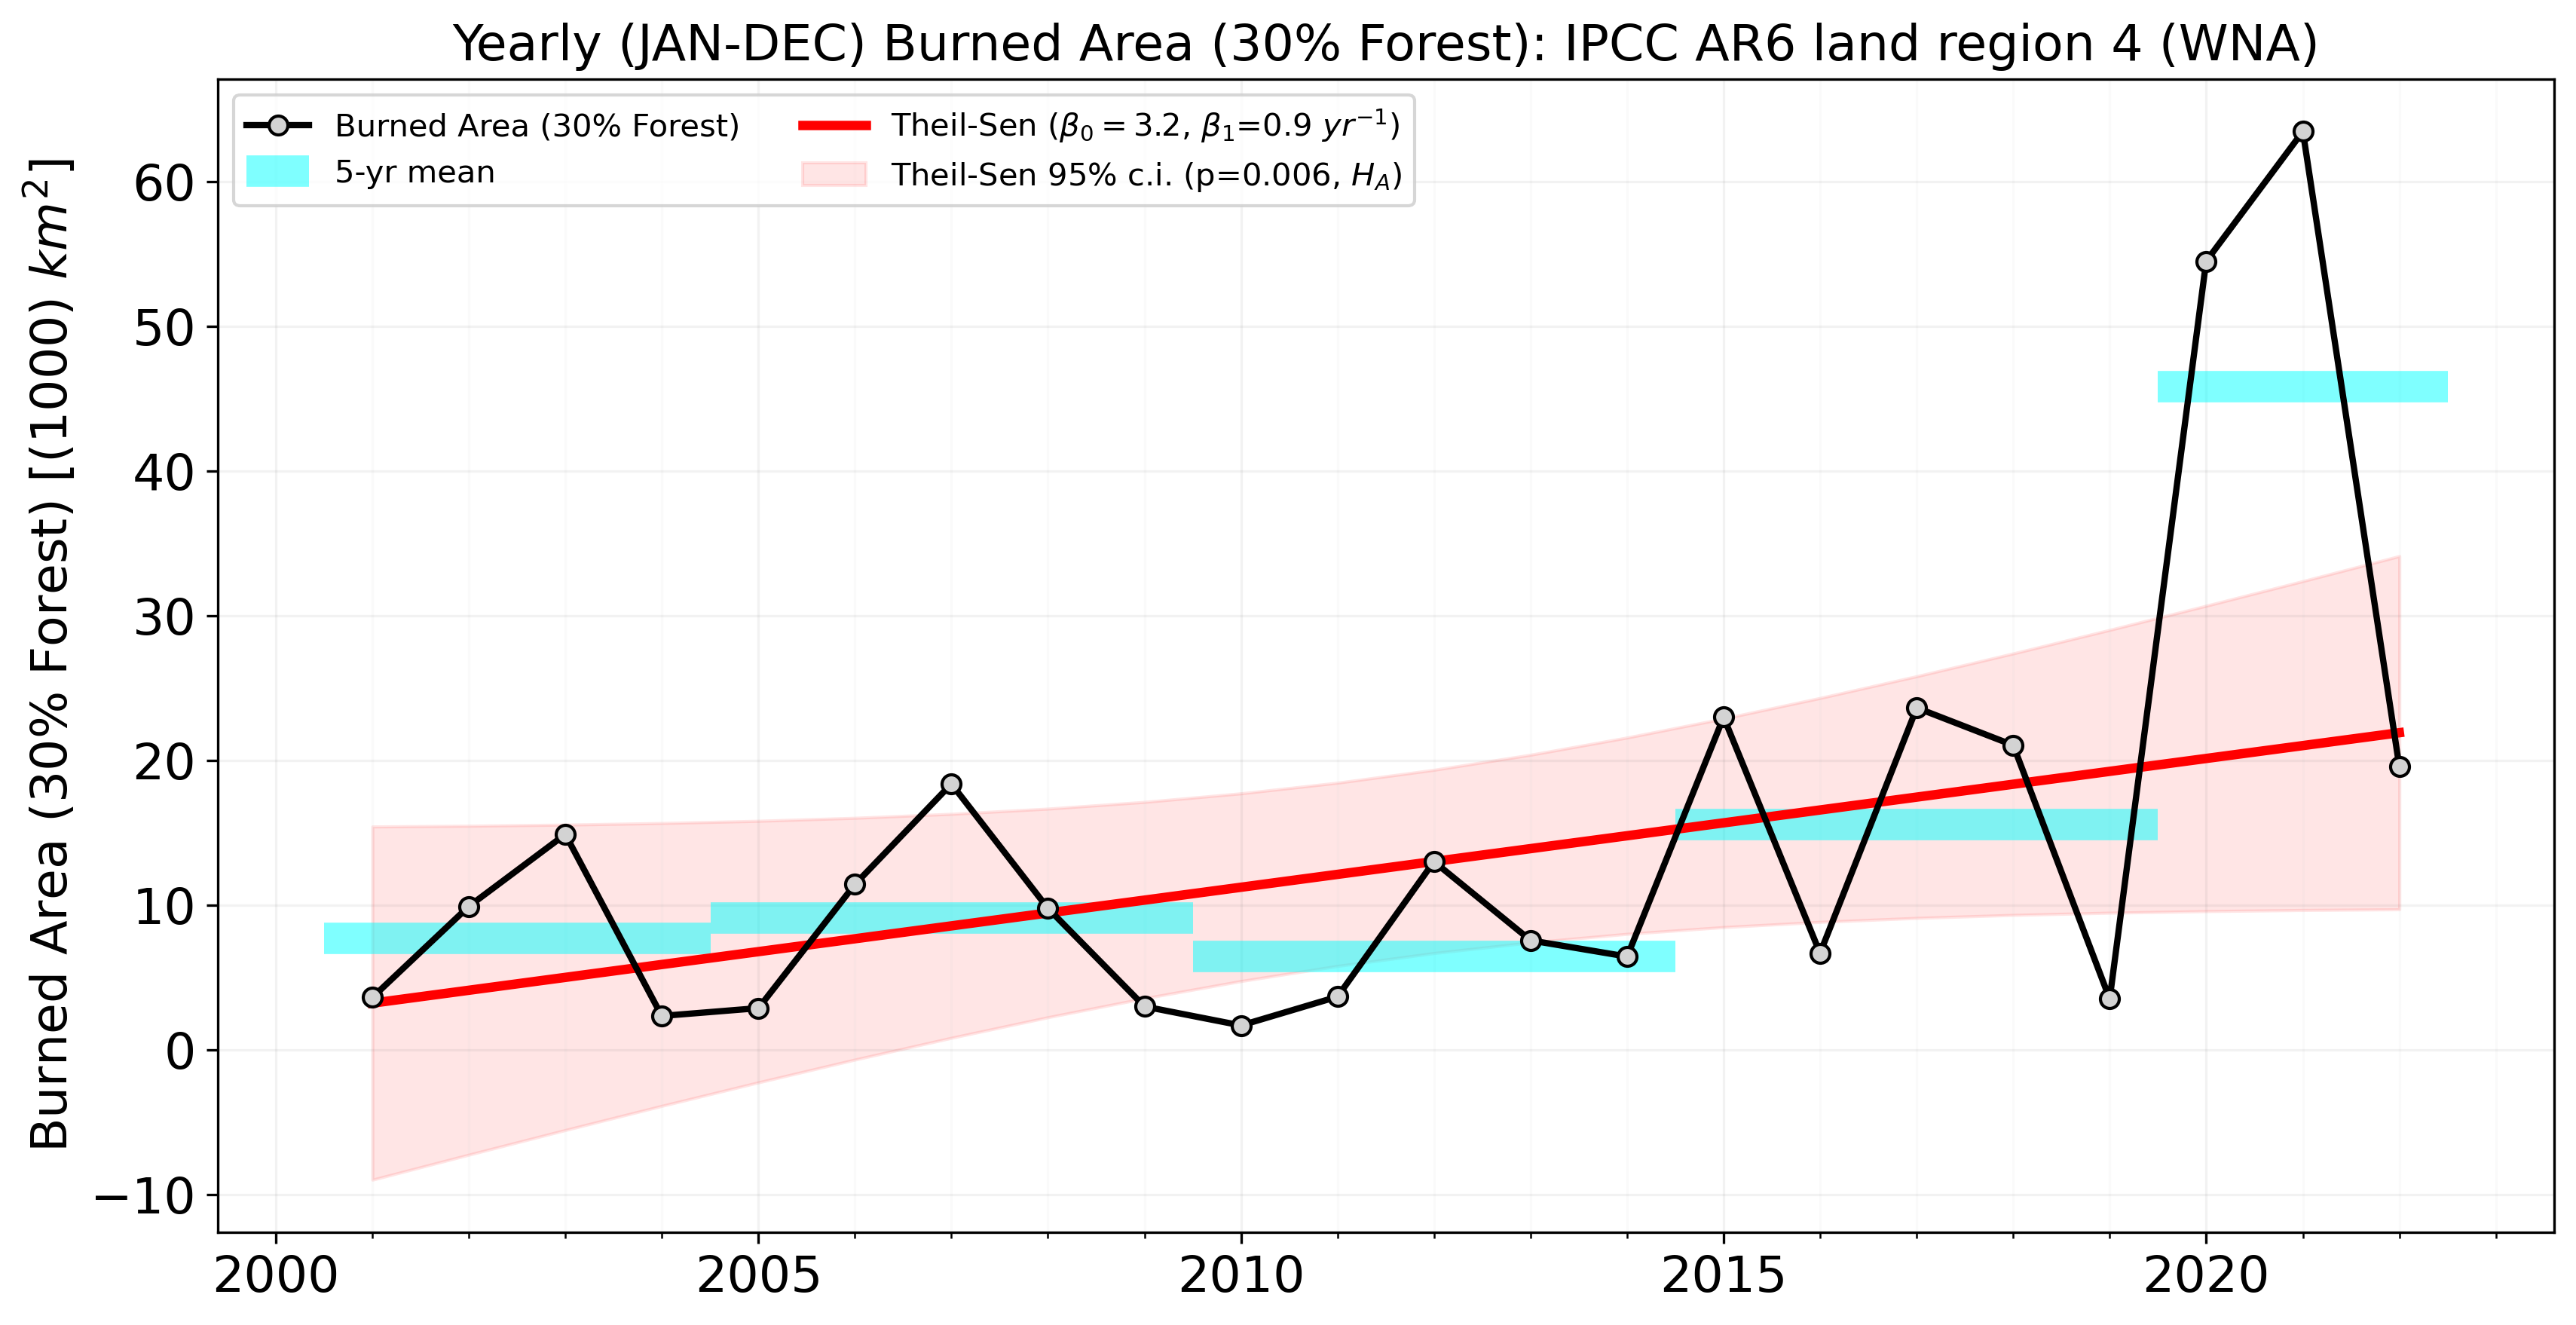 Yearly (JAN-DEC) Burned Area (30% Forest): IPCC AR6 land region 4 (WNA)
Burned Area (30% Forest)
5-yr mean
Theil-Sen (β₀ = 3.2, β₁=0.9 yr⁻¹)
Theil-Sen 95% c.i. (p=0.006, H_A)
Burned Area (30% Forest) [(1000) km²]
60
50
40
30
20
10
0
−10
2000 2005 2010 2015 2020